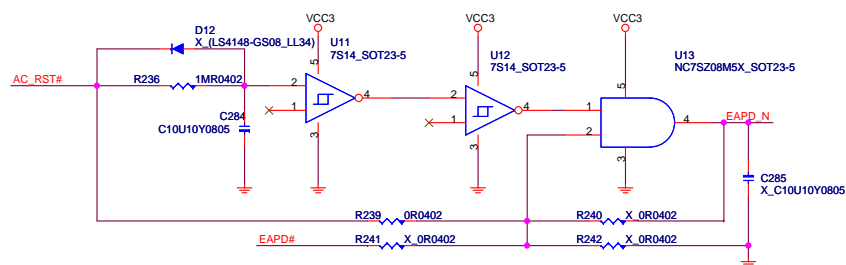 VCC3
VCC3
VCC3
D12
X_(LS4148-GS08_LL34)
U11
7S14_SOT23-5
U12
7S14_SOT23-5
U13
NC7SZ08M5X_SOT23-5
AC_RST#
R236
1MR0402
5
2
4
1
3
5
2
4
1
3
5
1
2
4
3
EAPD_N
C284
C10U10Y0805
C285
X_C10U10Y0805
R239
0R0402
R240
X_0R0402
EAPD#
R241
X_0R0402
R242
X_0R0402